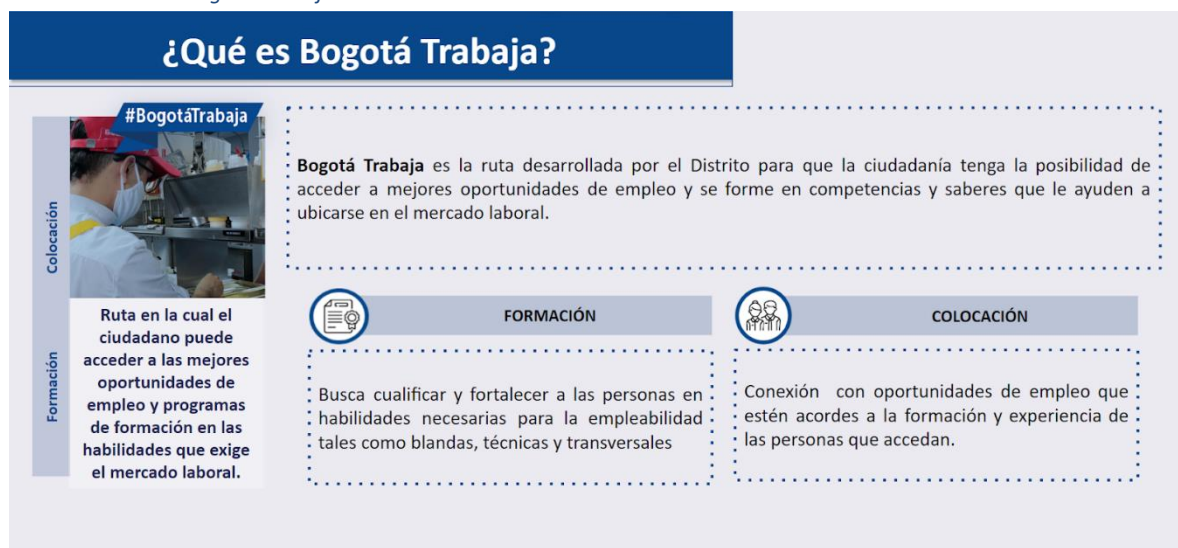 ¿Qué es Bogotá Trabaja?
#BogotáTrabaja
Colocación
Formación
Ruta en la cual el
ciudadano puede
acceder a las mejores
oportunidades de
empleo y programas
de formación en las
habilidades que exige
el mercado laboral.
Bogotá Trabaja es la ruta desarrollada por el Distrito para que la ciudadanía tenga la posibilidad de
acceder a mejores oportunidades de empleo y se forme en competencias y saberes que le ayuden a
ubicarse en el mercado laboral.
FORMACIÓN
Busca cualificar y fortalecer a las personas en
habilidades necesarias para la empleabilidad
tales como blandas, técnicas y transversales
COLOCACIÓN
Conexión con oportunidades de empleo que
estén acordes a la formación y experiencia de
las personas que accedan.